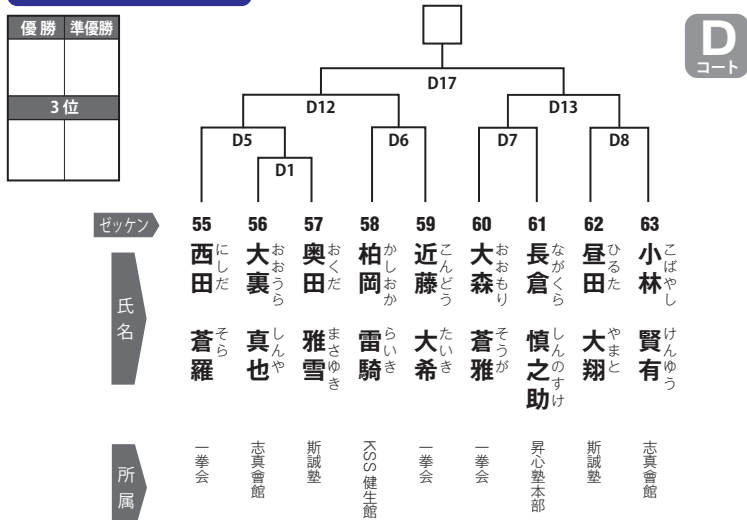 優 勝 準優勝
3 位
D
コート
D17
D12 D13
D5 D6 D7 D8
D1
ゼッケン 55 56 57 58 59 60 61 62 63
氏名
西田 蒼羅 にしだ そら
大裏 真也 おおうら しんや
奥田 雅雪 おくだ まさゆき
柏岡 雷騎 かしおか らいき
近藤 大希 こんどう たいき
大森 蒼雅 おおもり そうが
長倉 慎之助 ながくら しんのすけ
昼田 大翔 ひるた やまと
小林 賢有 こばやし けんゆう
所属
一拳会
志真會館
斯誠塾
KSS 健生館
一拳会
一拳会
昇心塾本部
斯誠塾
志真會館